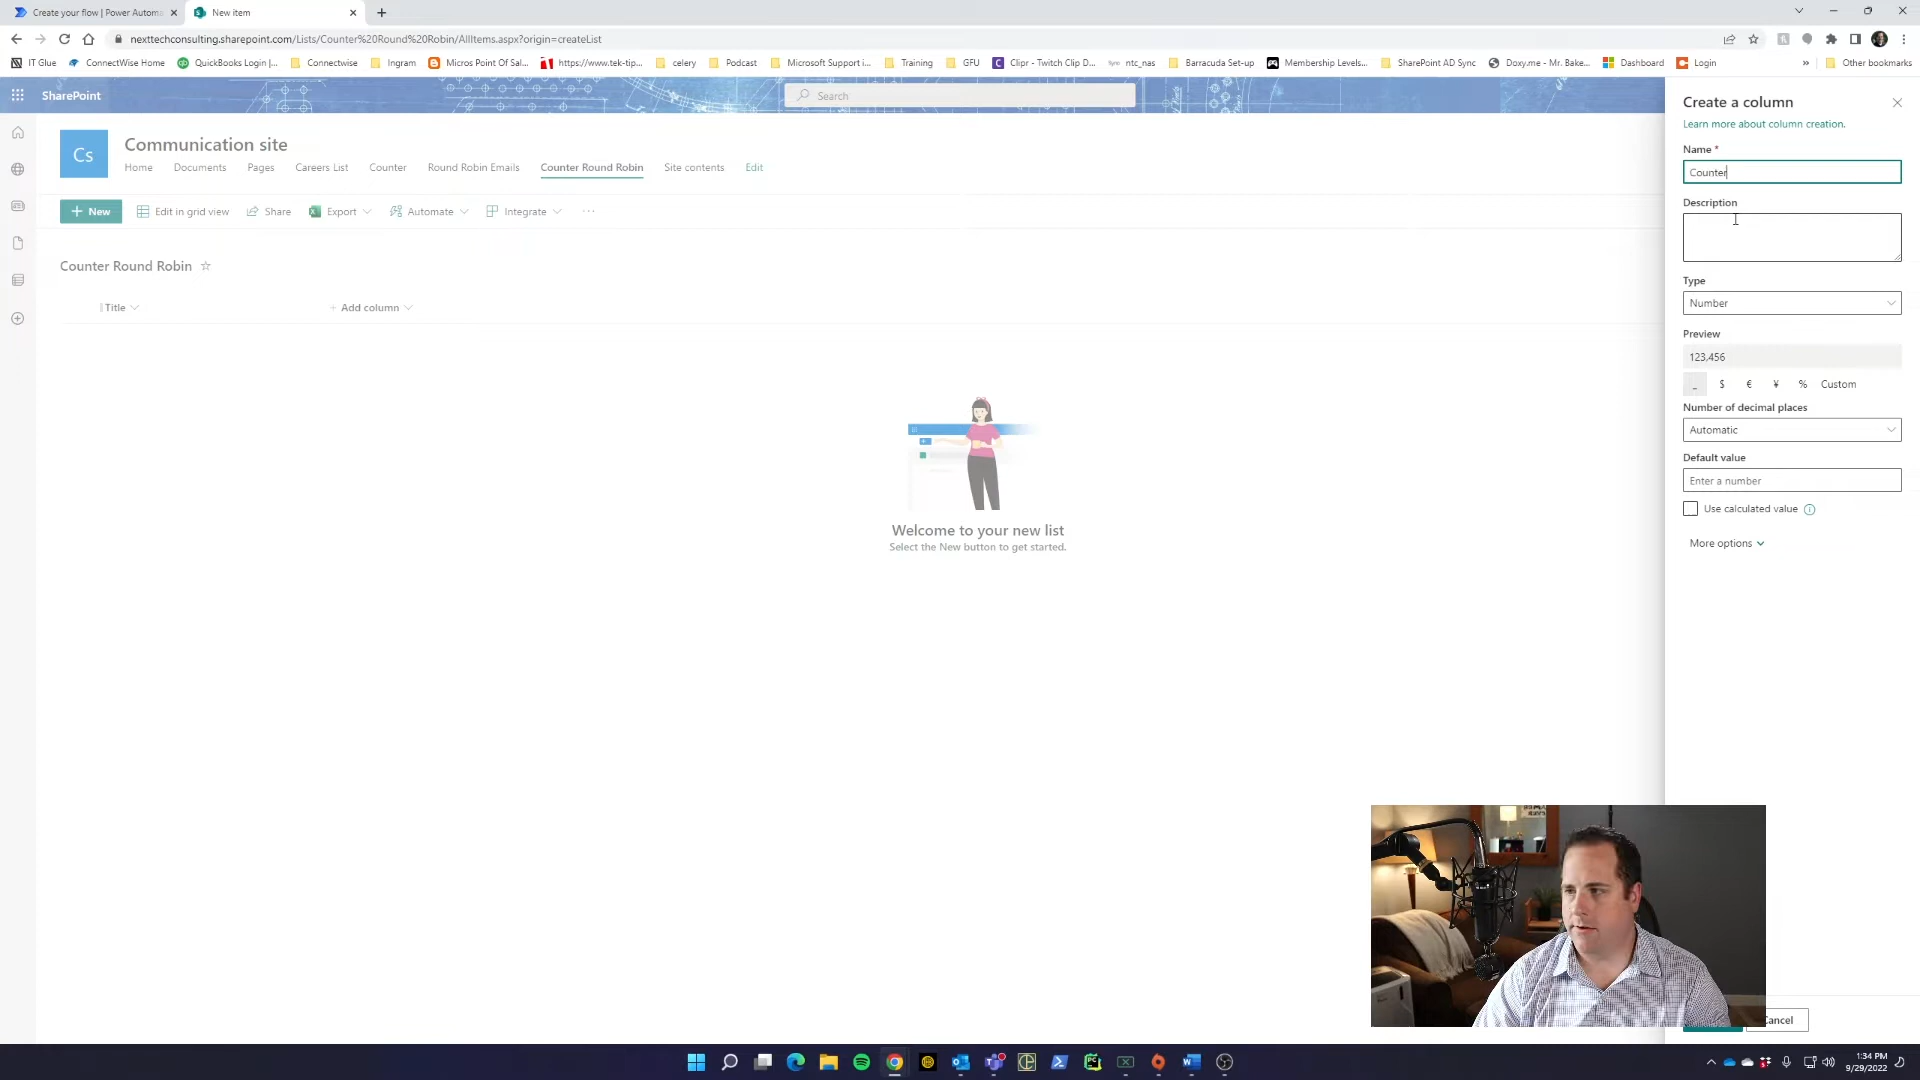 Create your flow | Power Automa
New item
nexttechconsulting.sharepoint.com/Lists/Counter%20Round%20Robin/AllItems.aspx?origin=createList
IT Glue
ConnectWise Home
QuickBooks Login |...
Connectwise
Ingram
Micros Point Of Sal...
https://www.tek-tip...
celery
Podcast
Microsoft Support i...
Training
GFU
Clipr - Twitch Clip D...
ntc_nas
Barracuda Set-up
Membership Levels...
SharePoint AD Sync
Doxy.me - Mr. Bake...
Dashboard
Login
»
Other bookmarks
SharePoint
Search
Cs
Communication site
Home
Documents
Pages
Careers List
Counter
Round Robin Emails
Counter Round Robin
Site contents
Edit
+ New
Edit in grid view
Share
Export
Automate
Integrate
...
Counter Round Robin
Title
+ Add column
Welcome to your new list
Select the New button to get started.
Create a column
Learn more about column creation.
Name *
Counter
Description
Type
Number
Preview
123,456
_ $ € ¥ % Custom
Number of decimal places
Automatic
Default value
Enter a number
Use calculated value
More options
Cancel
1:34 PM
9/29/2022